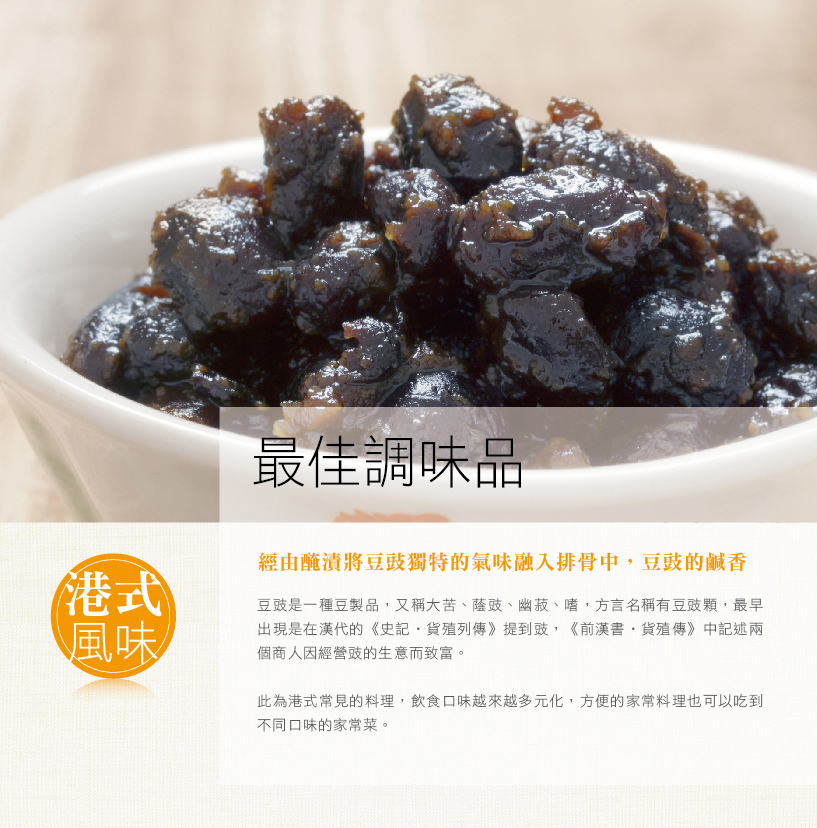 最佳調味品
港式
風味
經由醃漬將豆豉獨特的氣味融入排骨中，豆豉的鹹香
豆豉是一種豆製品，又稱大苦、蔭豉、幽菽、嗜，方言名稱有豆豉顆，最早
出現是在漢代的《史記·貨殖列傳》提到豉，《前漢書·貨殖傳》中記述兩
個商人因經營豉的生意而致富。
此為港式常見的料理，飲食口味越來越多元化，方便的家常料理也可以吃到
不同口味的家常菜。